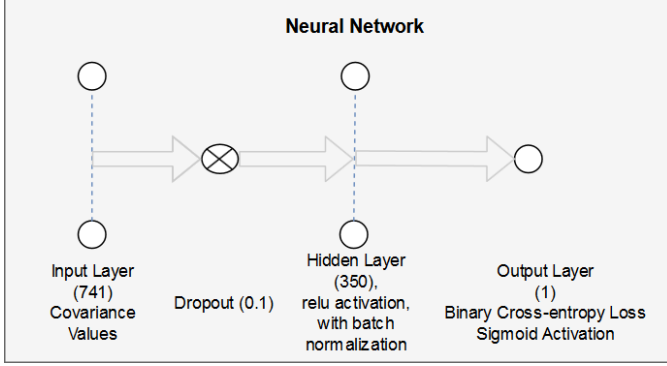 Neural Network
Input Layer
(741)
Covariance
Values
Dropout (0.1)
Hidden Layer
(350),
relu activation,
with batch
normalization
Output Layer
(1)
Binary Cross-entropy Loss
Sigmoid Activation